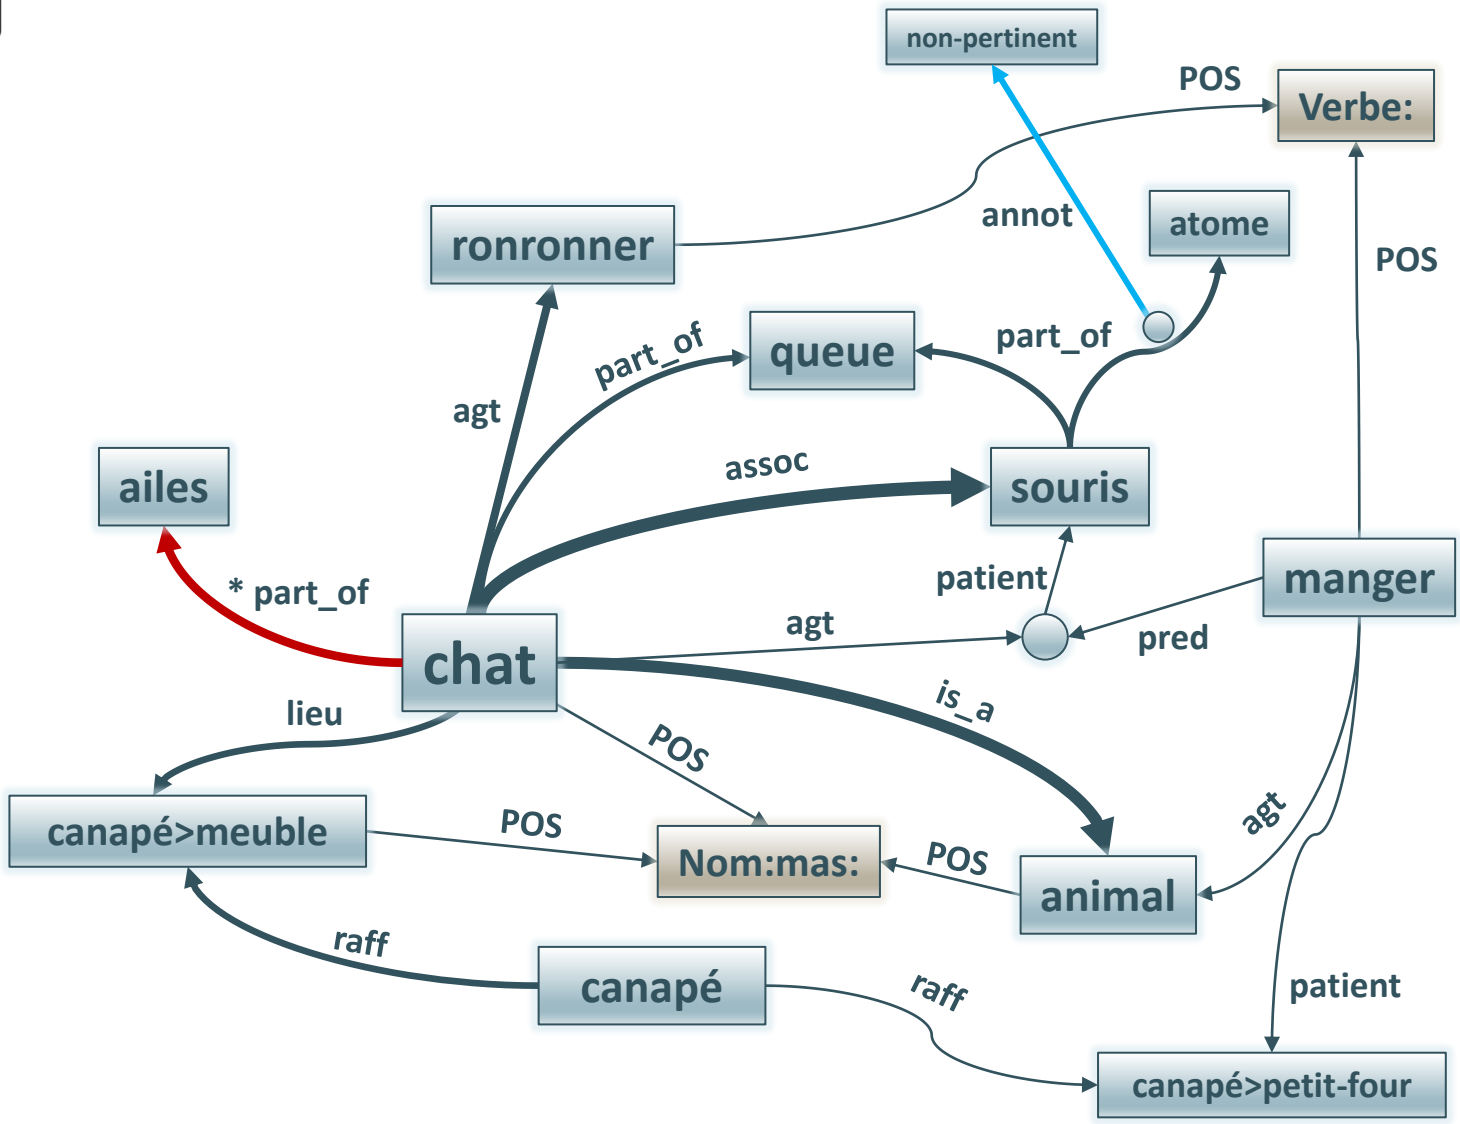 non-pertinent
POS
Verbe:
annot
atome
ronronner
POS
part_of
queue
part_of
agt
assoc
ailes
souris
* part_of
patient
manger
agt
pred
chat
is_a
lieu
POS
canapé>meuble
POS
Nom:mas:
POS
agt
animal
raff
canapé
raff
patient
canapé>petit-four